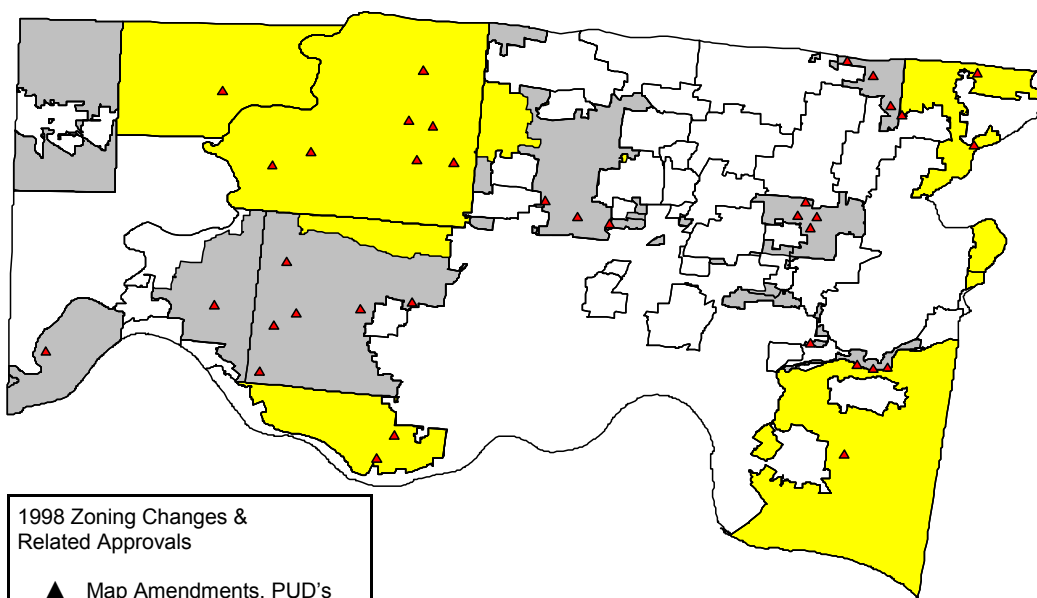 1998 Zoning Changes &
Related Approvals
Map Amendments, PUD's